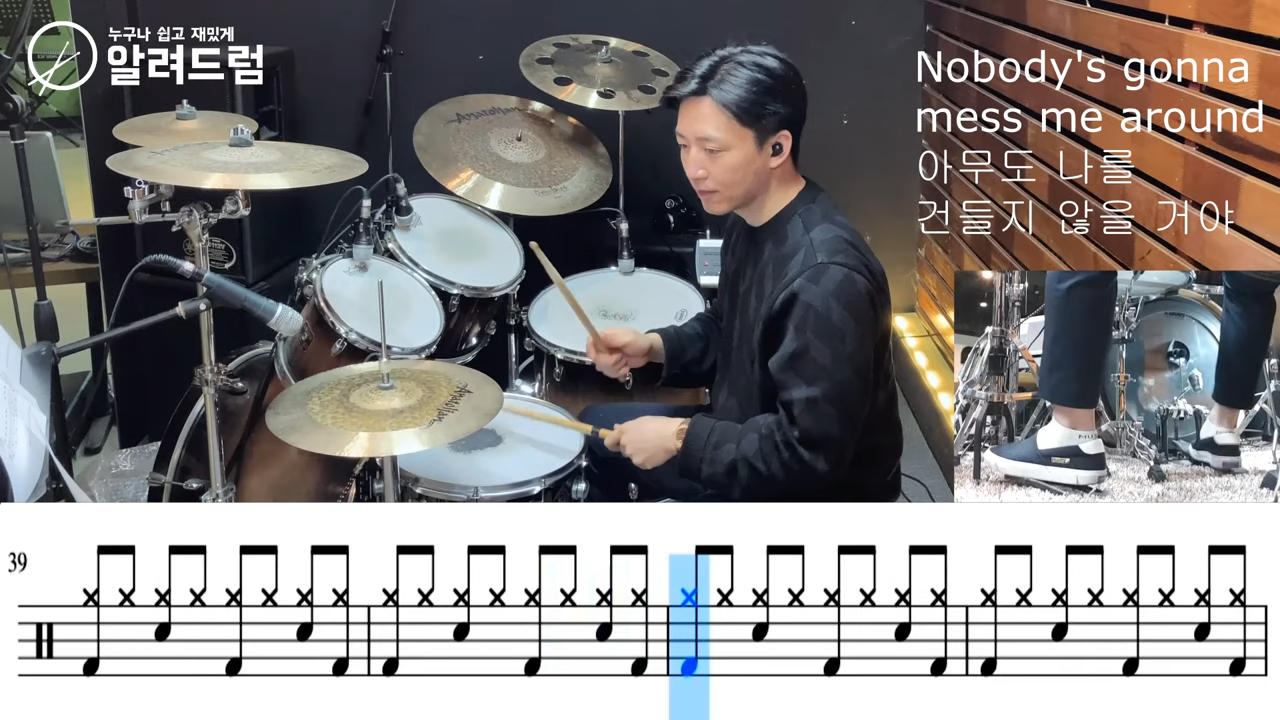 누구나 쉽고 재밌게
알려드럼
Nobody's gonna
mess me around
아무도 나를
건들지 않을 거야
39